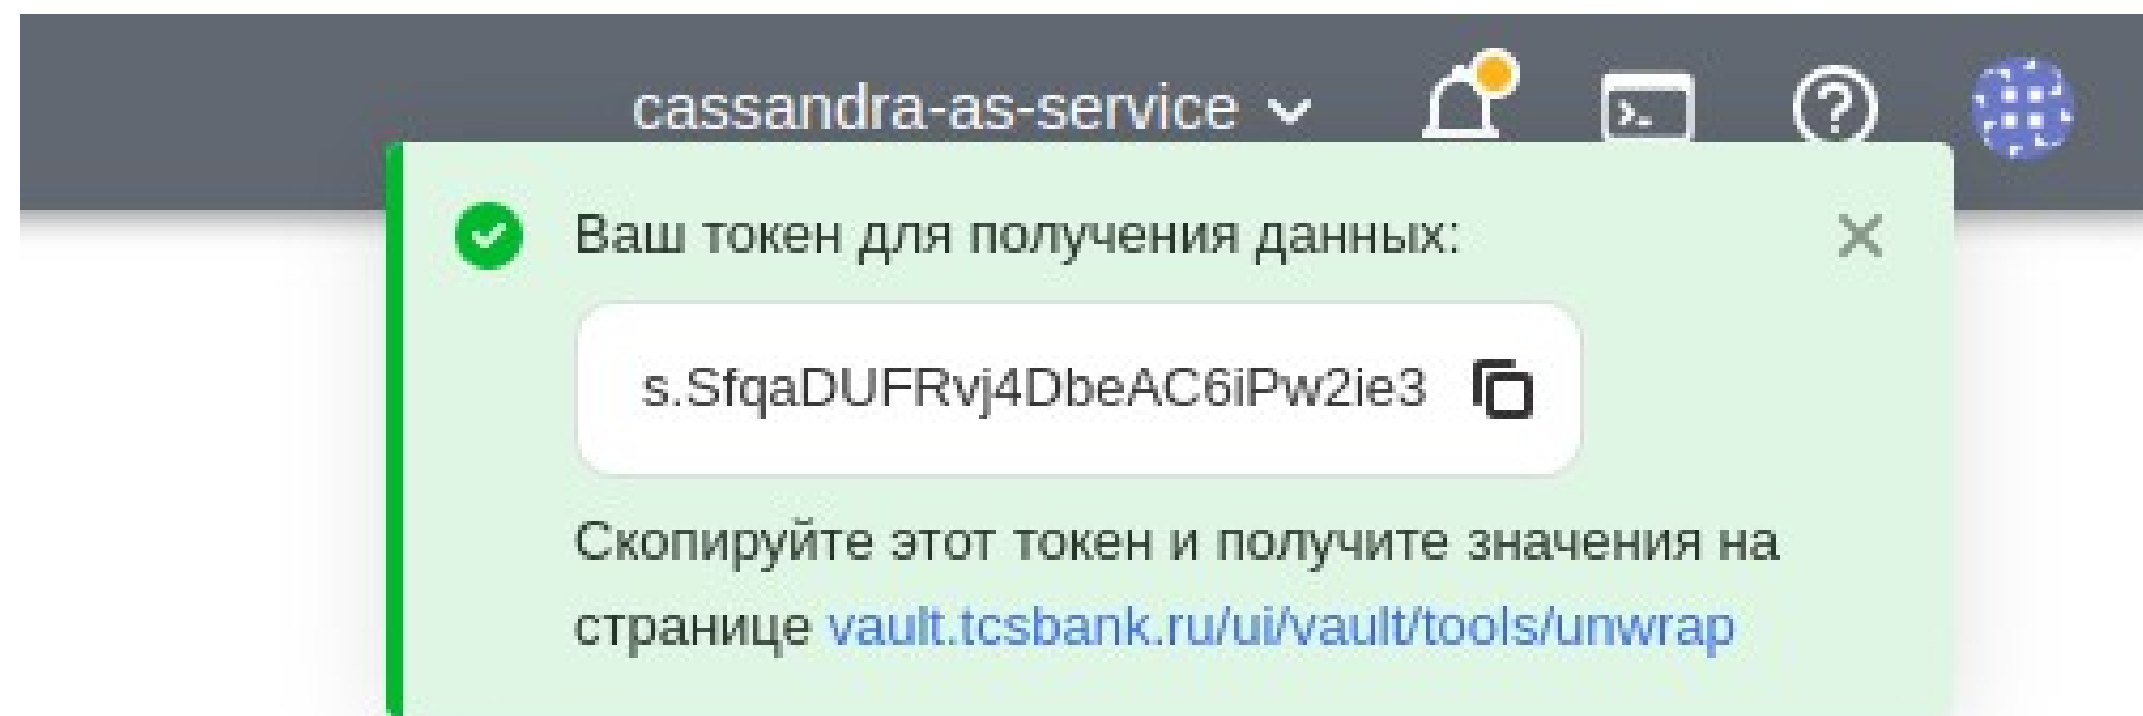 cassandra-as-service
Ваш токен для получения данных:
s.SfqaDUFRvj4DbeAC6iPw2ie3
Скопируйте этот токен и получите значения на
странице vault.tcsbank.ru/ui/vault/tools/unwrap